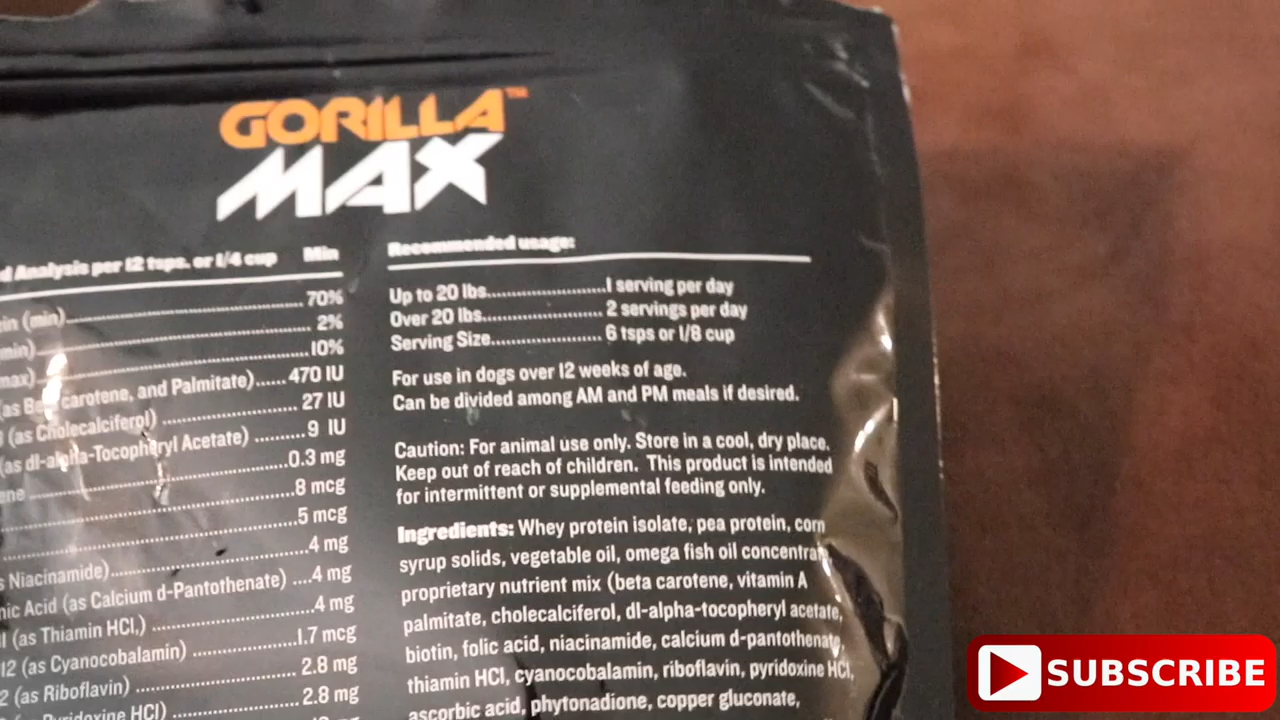 GORILLA™
MAX
d Analysis per 12 tsps. or 1/4 cup Min
ein (min)..................70%
min)..................2%
max)..................10%
(as Be carotene, and Palmitate)......470 IU
(as Cholecalciferol)..................27 IU
(as dl-alpha-Tocopheryl Acetate)..........9 IU
ene..................0.3 mg
..................8 mcg
..................5 mcg
s Niacinamide)..................4 mg
nic Acid (as Calcium d-Pantothenate)....4 mg
(as Thiamin HCl,)..................4 mg
12 (as Cyanocobalamin)..................1.7 mcg
2 (as Riboflavin)..................2.8 mg
Pyridoxine HCl)..................2.8 mg
Recommended usage:
Up to 20 lbs..................1 serving per day
Over 20 lbs..................2 servings per day
Serving Size..................6 tsps or 1/8 cup
For use in dogs over 12 weeks of age.
Can be divided among AM and PM meals if desired.
Caution: For animal use only. Store in a cool, dry place.
Keep out of reach of children. This product is intended
for intermittent or supplemental feeding only.
Ingredients: Whey protein isolate, pea protein, corn
syrup solids, vegetable oil, omega fish oil concentra
proprietary nutrient mix (beta carotene, vitamin A
palmitate, cholecalciferol, dl-alpha-tocopheryl acetate,
biotin, folic acid, niacinamide, calcium d-pantothenate,
thiamin HCl, cyanocobalamin, riboflavin, pyridoxine HCl,
ascorbic acid, phytonadione, copper gluconate,
SUBSCRIBE